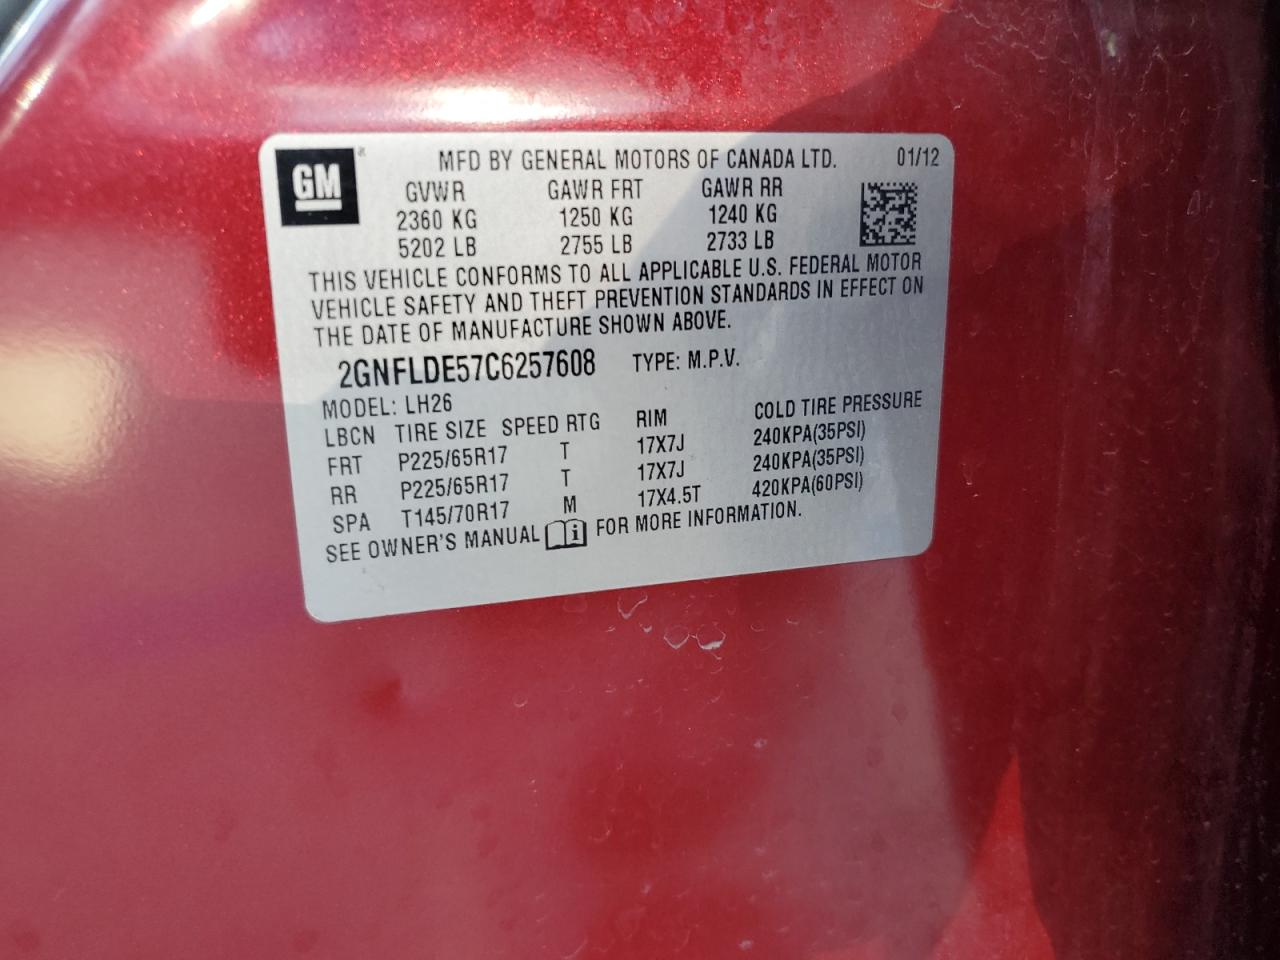 GM
MFD BY GENERAL MOTORS OF CANADA LTD. 01/12
GVWR GAWR FRT GAWR RR
2360 KG 1250 KG 1240 KG
5202 LB 2755 LB 2733 LB
THIS VEHICLE CONFORMS TO ALL APPLICABLE U.S. FEDERAL MOTOR
VEHICLE SAFETY AND THEFT PREVENTION STANDARDS IN EFFECT ON
THE DATE OF MANUFACTURE SHOWN ABOVE.
2GNFLDE57C6257608 TYPE: M.P.V.
MODEL: LH26
LBCN TIRE SIZE SPEED RTG RIM COLD TIRE PRESSURE
FRT P225/65R17 T 17X7J 240KPA(35PSI)
RR P225/65R17 T 17X7J 240KPA(35PSI)
SPA T145/70R17 M 17X4.5T 420KPA(60PSI)
SEE OWNER'S MANUAL i FOR MORE INFORMATION.